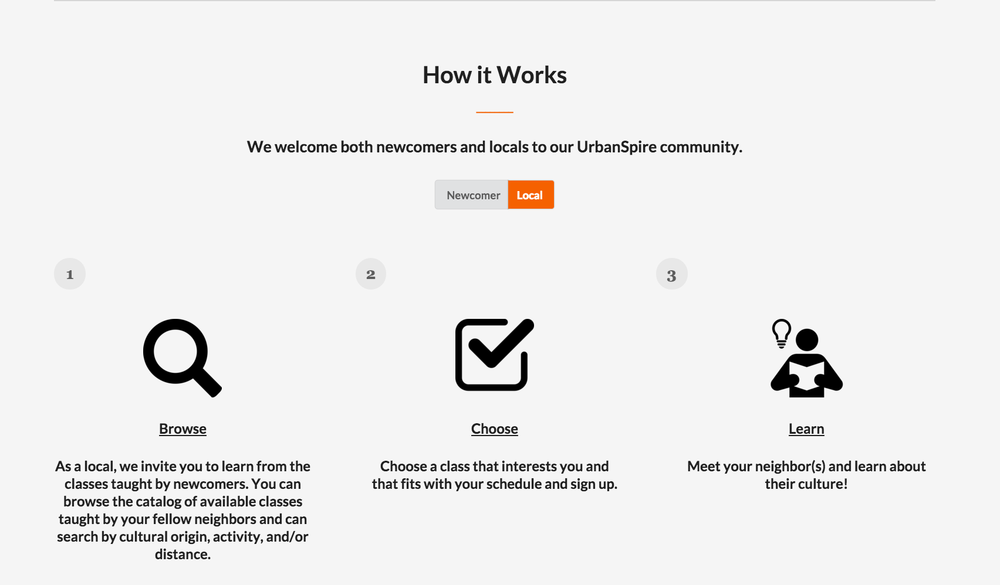 How it Works
We welcome both newcomers and locals to our UrbanSpire community.
Newcomer Local
1
2
3
Browse
As a local, we invite you to learn from the
classes taught by newcomers. You can
browse the catalog of available classes
taught by your fellow neighbors and can
search by cultural origin, activity, and/or
distance.
Choose
Choose a class that interests you and
that fits with your schedule and sign up.
Learn
Meet your neighbor(s) and learn about
their culture!